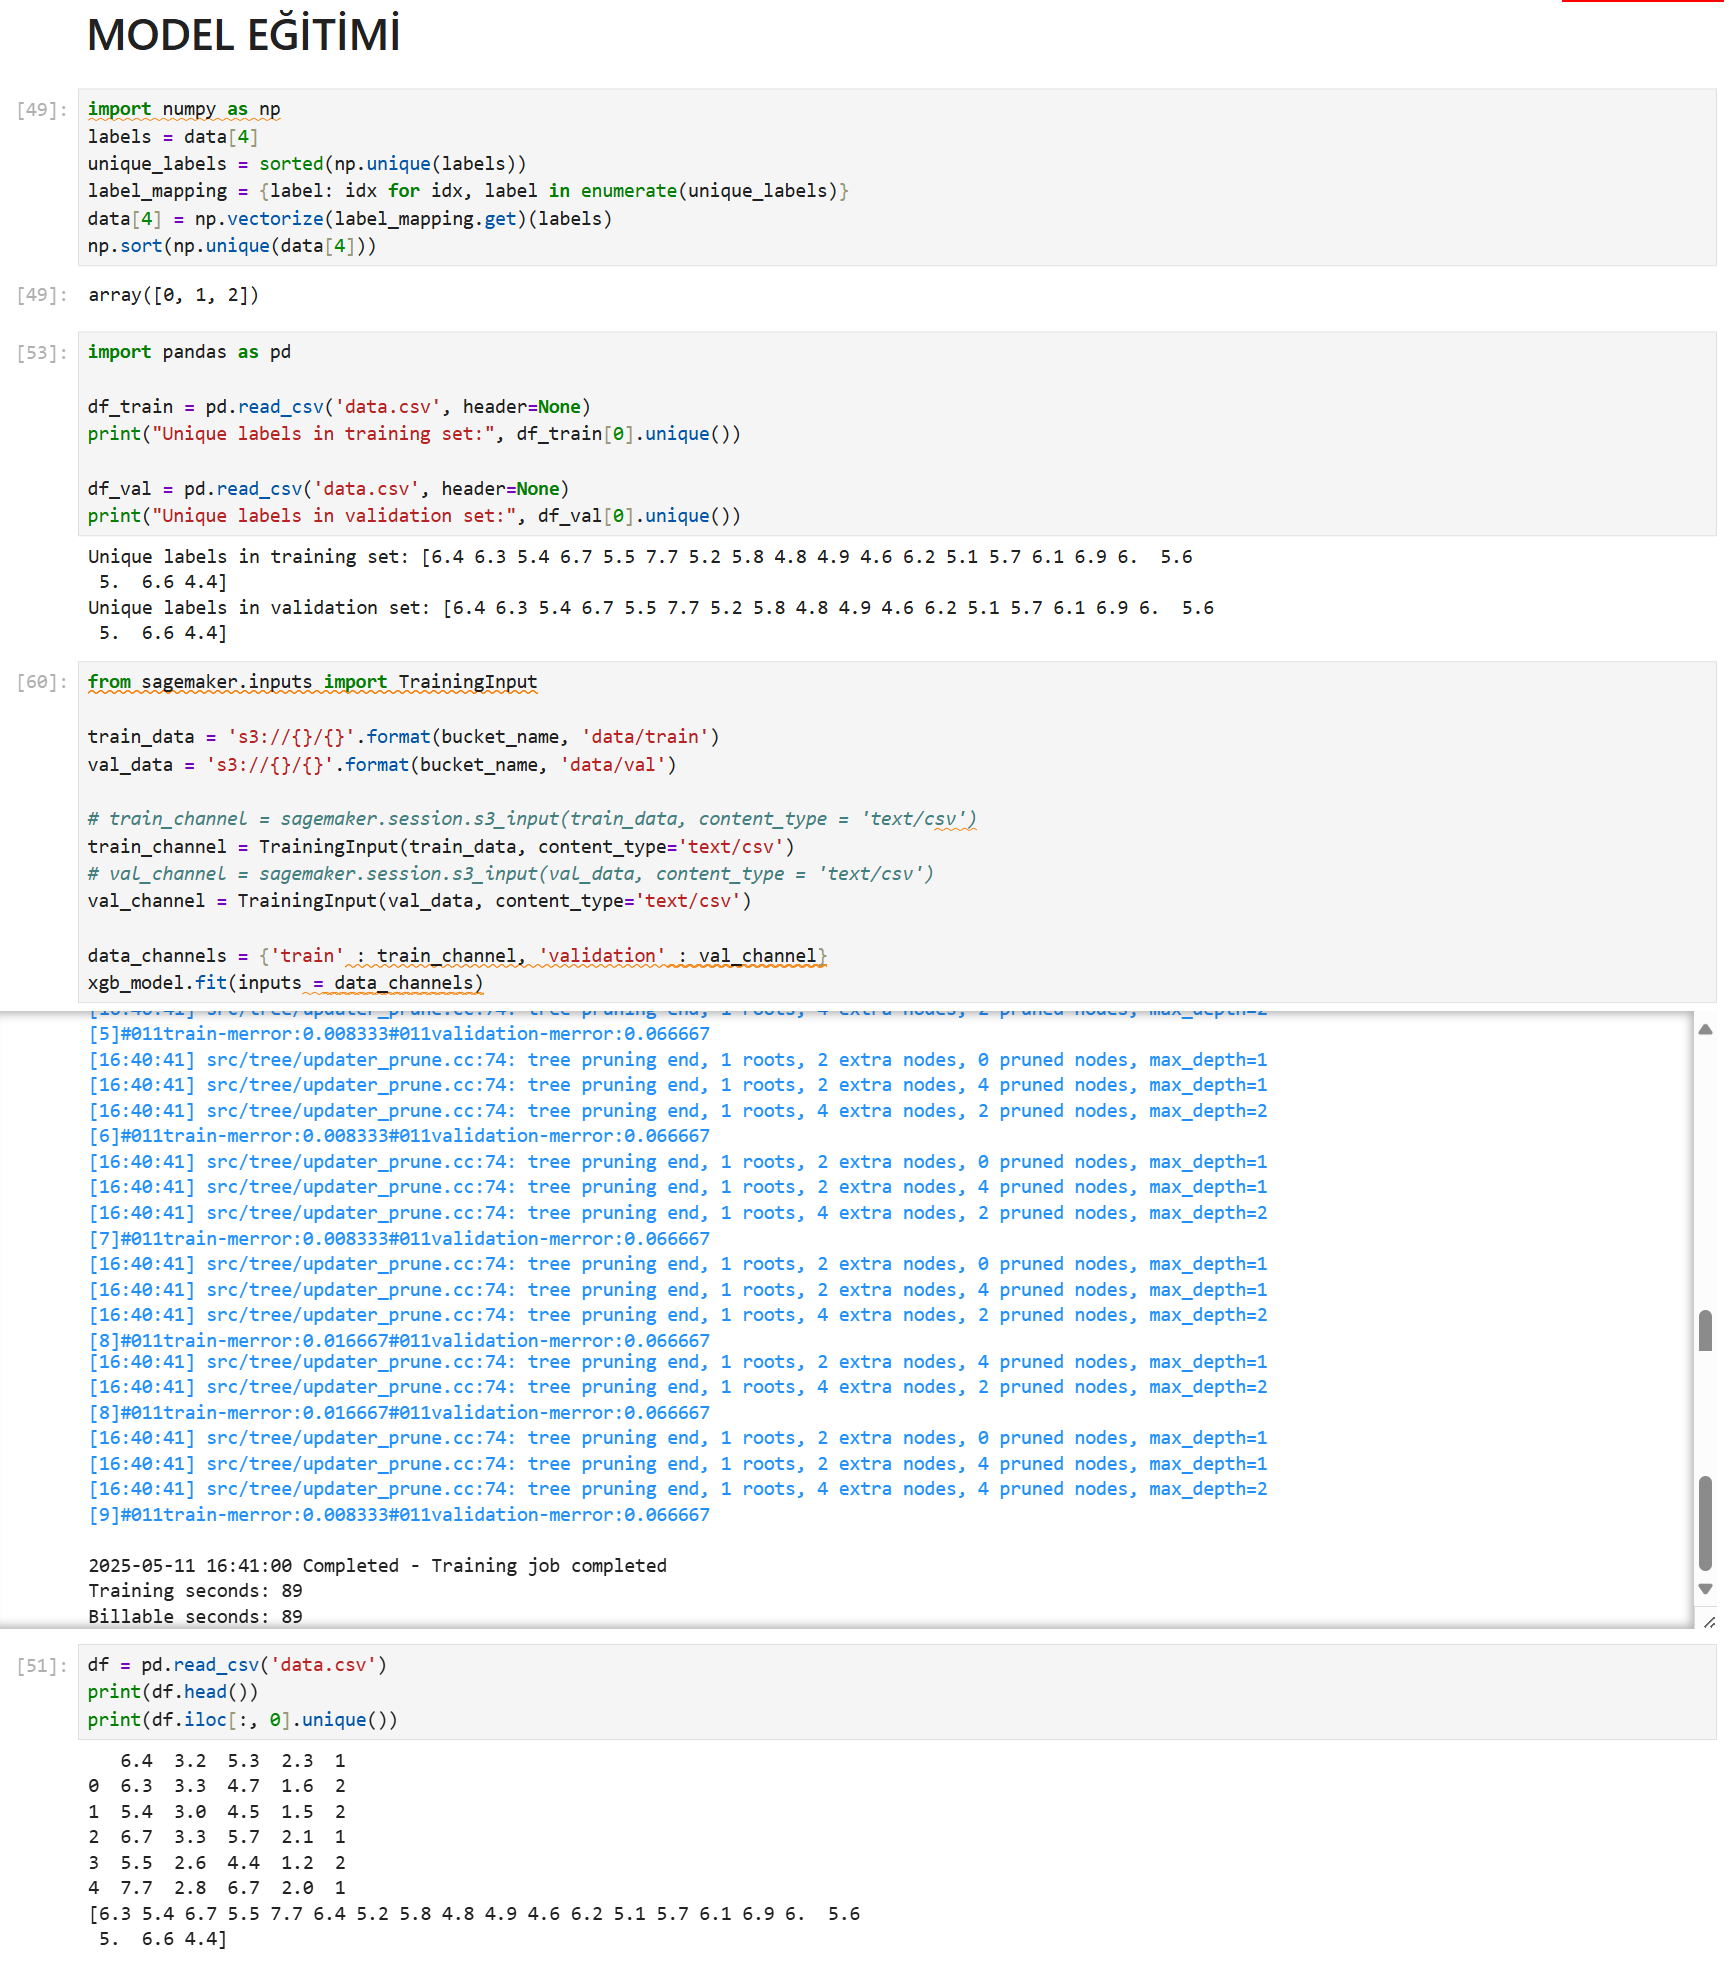 MODEL EĞİTİMİ
[49]:
import numpy as np
labels = data[4]
unique_labels = sorted(np.unique(labels))
label_mapping = {label: idx for idx, label in enumerate(unique_labels)}
data[4] = np.vectorize(label_mapping.get)(labels)
np.sort(np.unique(data[4]))
[49]: array([0, 1, 2])
[53]:
import pandas as pd
df_train = pd.read_csv('data.csv', header=None)
print("Unique labels in training set:", df_train[0].unique())
df_val = pd.read_csv('data.csv', header=None)
print("Unique labels in validation set:", df_val[0].unique())
Unique labels in training set: [6.4 6.3 5.4 6.7 5.5 7.7 5.2 5.8 4.8 4.9 4.6 6.2 5.1 5.7 6.1 6.9 6.  5.6
 5.  6.6 4.4]
Unique labels in validation set: [6.4 6.3 5.4 6.7 5.5 7.7 5.2 5.8 4.8 4.9 4.6 6.2 5.1 5.7 6.1 6.9 6.  5.6
 5.  6.6 4.4]
[60]:
from sagemaker.inputs import TrainingInput
train_data = 's3://{}/{}'.format(bucket_name, 'data/train')
val_data = 's3://{}/{}'.format(bucket_name, 'data/val')
# train_channel = sagemaker.session.s3_input(train_data, content_type = 'text/csv')
train_channel = TrainingInput(train_data, content_type='text/csv')
# val_channel = sagemaker.session.s3_input(val_data, content_type = 'text/csv')
val_channel = TrainingInput(val_data, content_type='text/csv')
data_channels = {'train' : train_channel, 'validation' : val_channel}
xgb_model.fit(inputs = data_channels)
[16:40:41] src/tree/updater_prune.cc:74: tree pruning end, 1 roots, 4 extra nodes, 2 pruned nodes, max_depth=2
[5]#011train-merror:0.008333#011validation-merror:0.066667
[16:40:41] src/tree/updater_prune.cc:74: tree pruning end, 1 roots, 2 extra nodes, 0 pruned nodes, max_depth=1
[16:40:41] src/tree/updater_prune.cc:74: tree pruning end, 1 roots, 2 extra nodes, 4 pruned nodes, max_depth=1
[16:40:41] src/tree/updater_prune.cc:74: tree pruning end, 1 roots, 4 extra nodes, 2 pruned nodes, max_depth=2
[6]#011train-merror:0.008333#011validation-merror:0.066667
[16:40:41] src/tree/updater_prune.cc:74: tree pruning end, 1 roots, 2 extra nodes, 0 pruned nodes, max_depth=1
[16:40:41] src/tree/updater_prune.cc:74: tree pruning end, 1 roots, 2 extra nodes, 4 pruned nodes, max_depth=1
[16:40:41] src/tree/updater_prune.cc:74: tree pruning end, 1 roots, 4 extra nodes, 2 pruned nodes, max_depth=2
[7]#011train-merror:0.008333#011validation-merror:0.066667
[16:40:41] src/tree/updater_prune.cc:74: tree pruning end, 1 roots, 2 extra nodes, 0 pruned nodes, max_depth=1
[16:40:41] src/tree/updater_prune.cc:74: tree pruning end, 1 roots, 2 extra nodes, 4 pruned nodes, max_depth=1
[16:40:41] src/tree/updater_prune.cc:74: tree pruning end, 1 roots, 4 extra nodes, 2 pruned nodes, max_depth=2
[8]#011train-merror:0.016667#011validation-merror:0.066667
[16:40:41] src/tree/updater_prune.cc:74: tree pruning end, 1 roots, 2 extra nodes, 4 pruned nodes, max_depth=1
[16:40:41] src/tree/updater_prune.cc:74: tree pruning end, 1 roots, 4 extra nodes, 2 pruned nodes, max_depth=2
[8]#011train-merror:0.016667#011validation-merror:0.066667
[16:40:41] src/tree/updater_prune.cc:74: tree pruning end, 1 roots, 2 extra nodes, 0 pruned nodes, max_depth=1
[16:40:41] src/tree/updater_prune.cc:74: tree pruning end, 1 roots, 2 extra nodes, 4 pruned nodes, max_depth=1
[16:40:41] src/tree/updater_prune.cc:74: tree pruning end, 1 roots, 4 extra nodes, 4 pruned nodes, max_depth=2
[9]#011train-merror:0.008333#011validation-merror:0.066667
2025-05-11 16:41:00 Completed - Training job completed
Training seconds: 89
Billable seconds: 89
[51]:
df = pd.read_csv('data.csv')
print(df.head())
print(df.iloc[:, 0].unique())
   6.4  3.2  5.3  2.3  1
0  6.3  3.3  4.7  1.6  2
1  5.4  3.0  4.5  1.5  2
2  6.7  3.3  5.7  2.1  1
3  5.5  2.6  4.4  1.2  2
4  7.7  2.8  6.7  2.0  1
[6.3 5.4 6.7 5.5 7.7 6.4 5.2 5.8 4.8 4.9 4.6 6.2 5.1 5.7 6.1 6.9 6.  5.6
 5.  6.6 4.4]